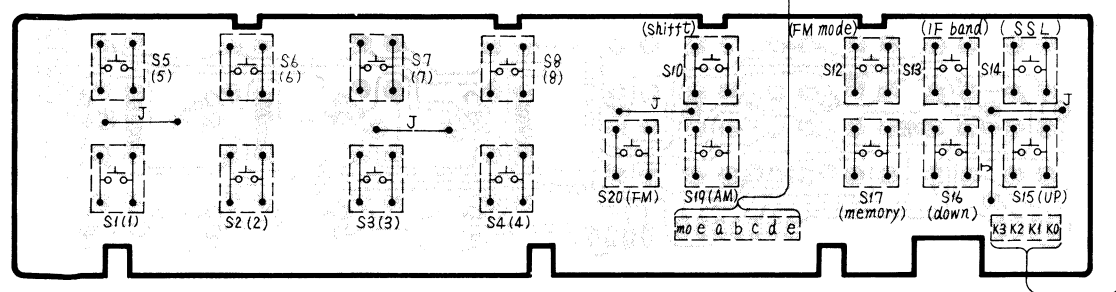 (Shifft) (FM mode) (IF band) (SSL)
S5 S6 S7 S8 S10 S12 S13 S14
(5) (6) (7) (8)
J J J J
J
S1(1) S2(2) S3(3) S4(4) S20(FM) S19(AM) S17 S16 S15(UP)
(memory) (down)
mo e a b c d e K3 K2 K1 K0